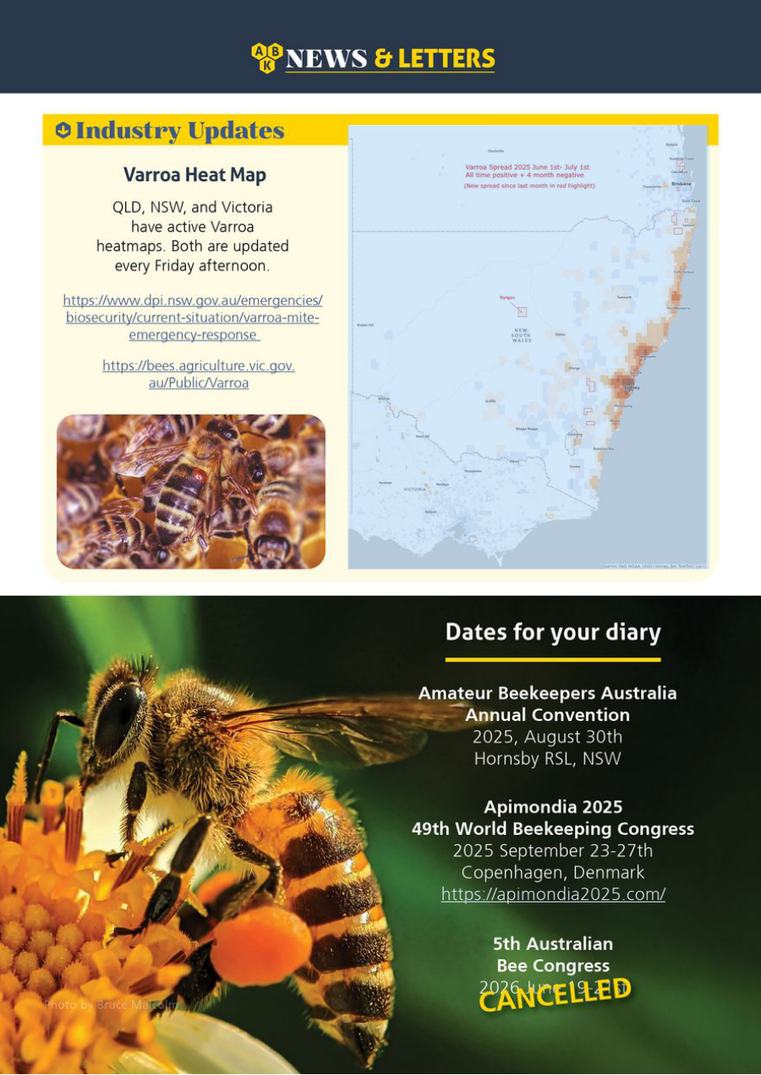 A B K NEWS & LETTERS
Industry Updates
Varroa Heat Map
QLD, NSW, and Victoria
have active Varroa
heatmaps. Both are updated
every Friday afternoon.
https://www.dpi.nsw.gov.au/emergencies/
biosecurity/current-situation/varroa-mite-
emergency-response
https://bees.agriculture.vic.gov.
au/Public/Varroa
Varroa Spread 2025 June 1st- July 1st
All time positive + 4 month negative
(New spread since last month in red highlight)
Brisbane
NEW
SOUTH
WALES
Sydney
VICTORIA
Dates for your diary
Amateur Beekeepers Australia
Annual Convention
2025, August 30th
Hornsby RSL, NSW
Apimondia 2025
49th World Beekeeping Congress
2025 September 23-27th
Copenhagen, Denmark
https://apimondia2025.com/
5th Australian
Bee Congress
2026 June
CANCELLED
Photo by Bruce Malcolm